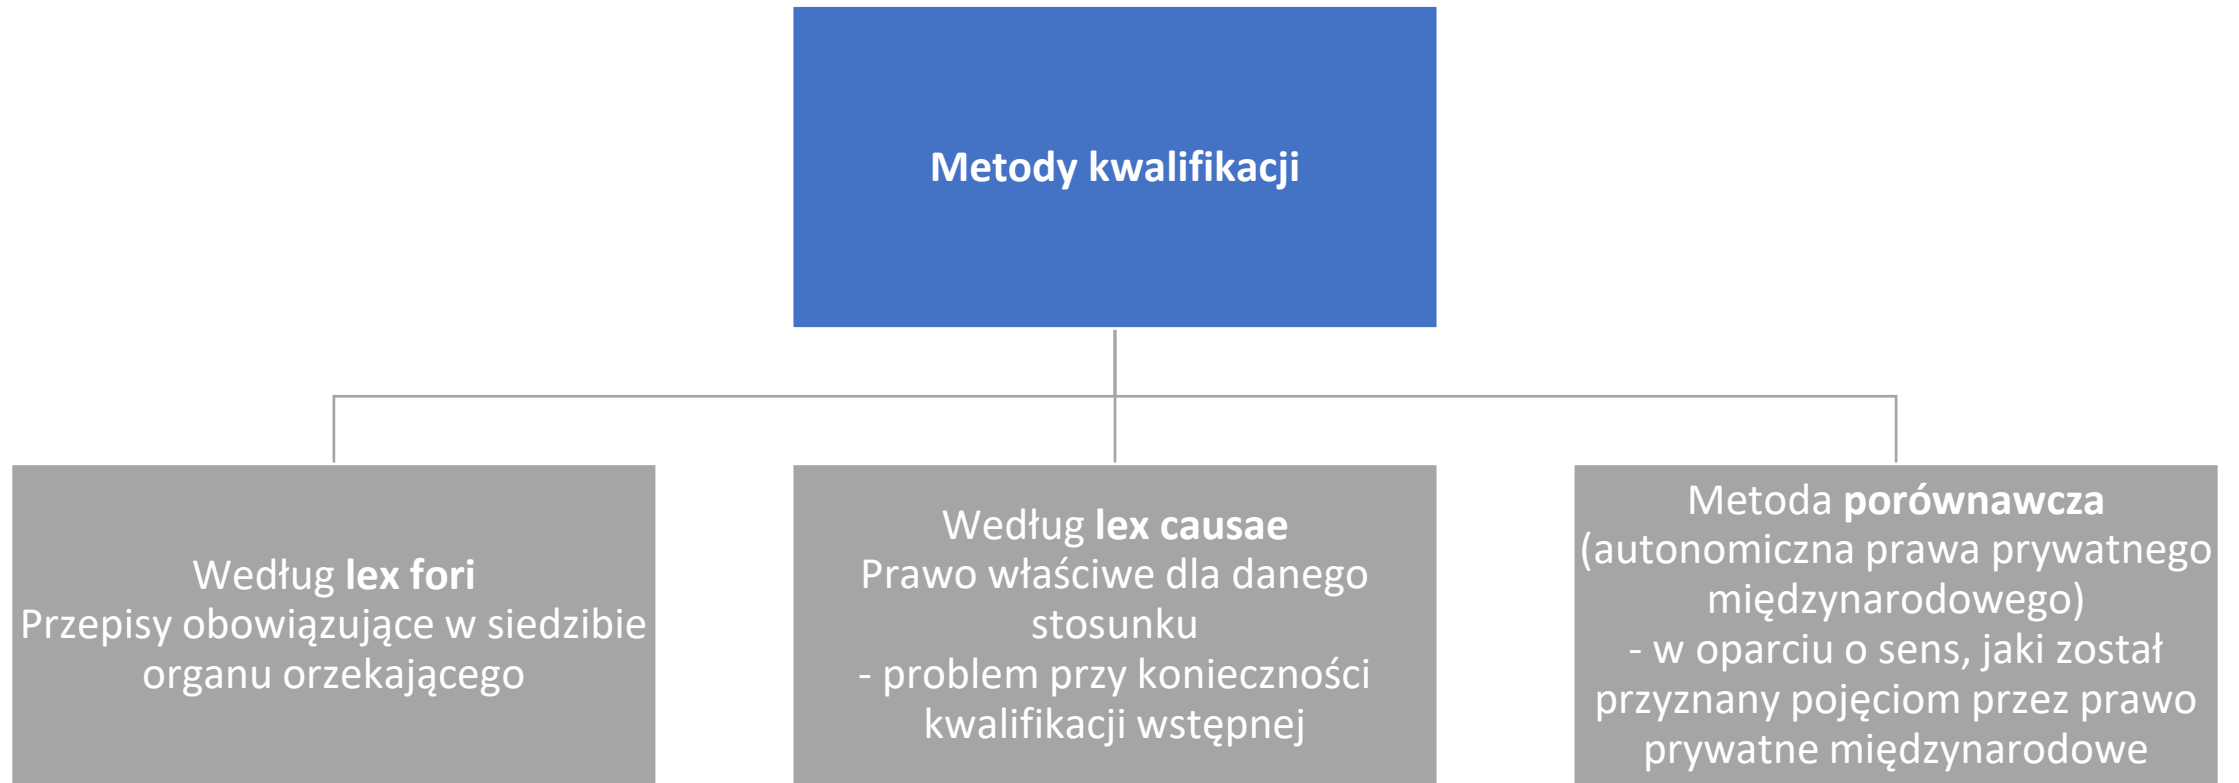 Metody kwalifikacji
Według lex fori
Przepisy obowiązujące w siedzibie
organu orzekającego
Według lex causae
Prawo właściwe dla danego
stosunku
- problem przy konieczności
kwalifikacji wstępnej
Metoda porównawcza
(autonomiczna prawa prywatnego
międzynarodowego)
- w oparciu o sens, jaki został
przyznany pojęciom przez prawo
prywatne międzynarodowe